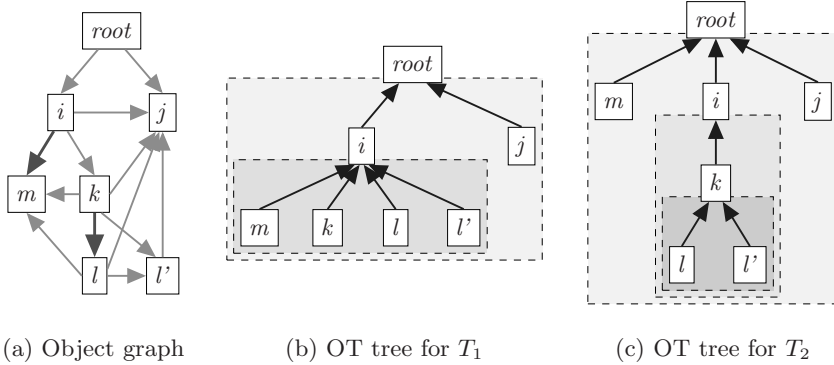 root
i
j
m
k
l
l'
(a) Object graph
root
i
j
m
k
l
l'
(b) OT tree for T₁
root
m
i
j
k
l
l'
(c) OT tree for T₂